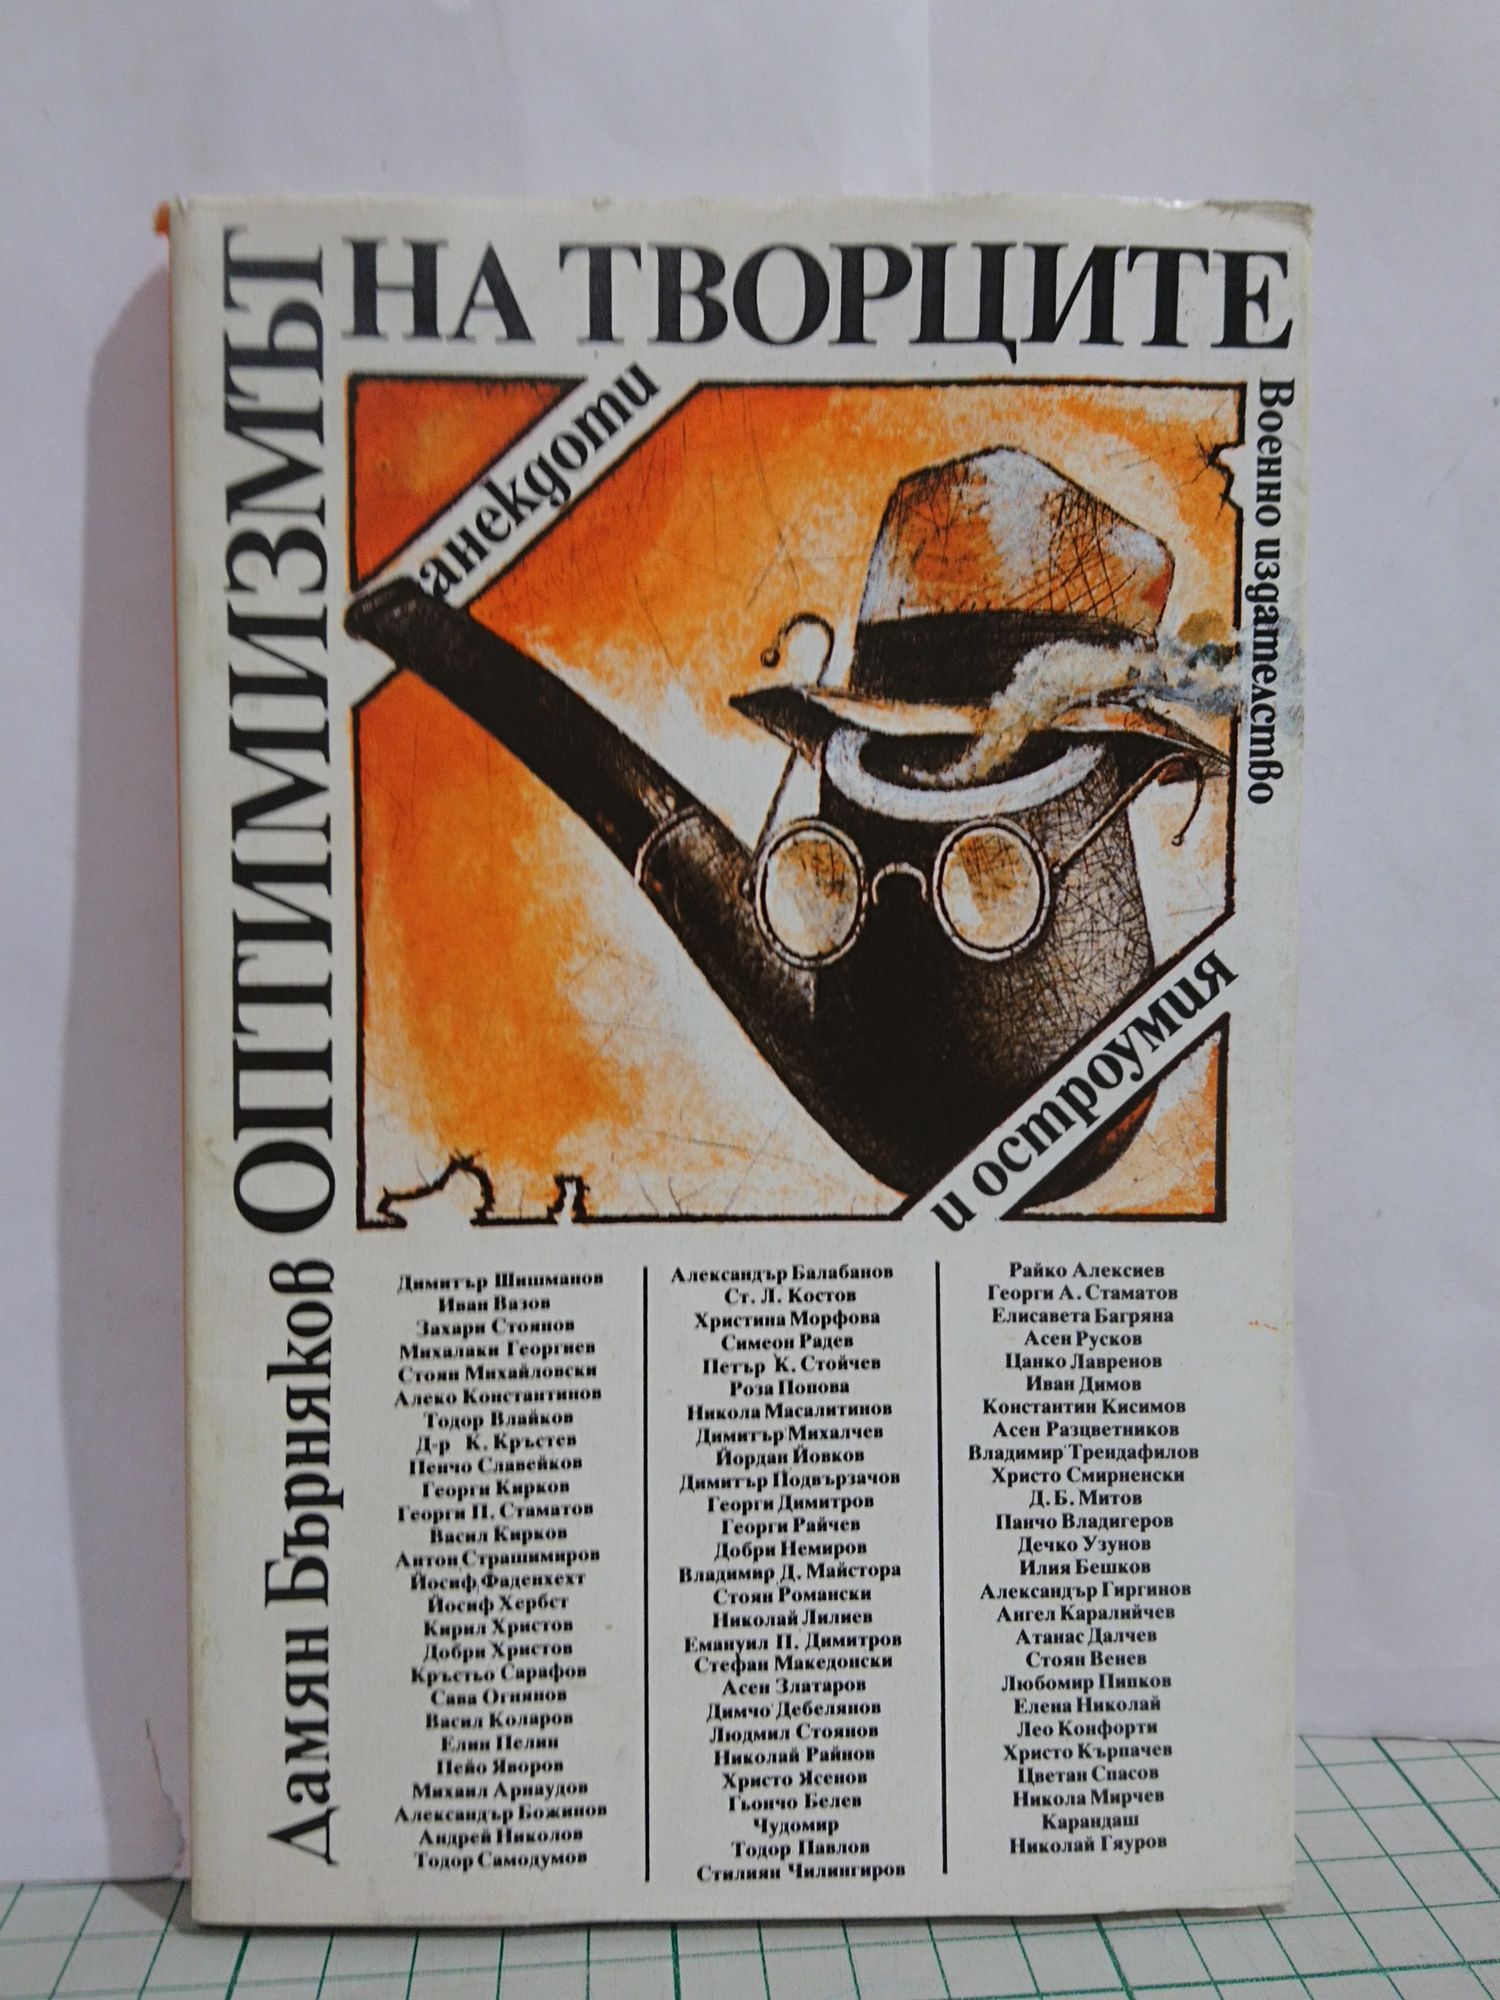 Дамян Бърняков
ОПТИМИЗМЪТ
НА ТВОРЦИТЕ
анекдоти
и остроумия
Военно издателство
Димитър Шишманов
Иван Вазов
Захари Стоянов
Михалаки Георгиев
Стоян Михайловски
Алеко Константинов
Тодор Влайков
Д-р К. Кръстев
Пенчо Славейков
Георги Кирков
Георги П. Стаматов
Васил Кирков
Антон Страшимиров
Йосиф Фаденхехт
Йосиф Хербст
Кирил Христов
Добри Христов
Кръстьо Сарафов
Сава Огнянов
Васил Коларов
Елин Пелин
Пейо Яворов
Михаил Арнаудов
Александър Божинов
Андрей Николов
Тодор Самодумов
Александър Балабанов
Ст. Л. Костов
Христина Морфова
Симеон Радев
Петър К. Стойчев
Роза Попова
Никола Масалитинов
Димитър Михалчев
Йордан Йовков
Димитър Подвързачов
Георги Димитров
Георги Райчев
Добри Немиров
Владимир Д. Майстора
Стоян Романски
Николай Лилиев
Емануил П. Димитров
Стефан Македонски
Асен Златаров
Димчо Дебелянов
Людмил Стоянов
Николай Райнов
Христо Ясенов
Гьончо Белев
Чудомир
Тодор Павлов
Стилиян Чилингиров
Райко Алексиев
Георги А. Стаматов
Елисавета Багряна
Асен Русков
Цанко Лавренов
Иван Димов
Константин Кисимов
Асен Разцветников
Владимир Трендафилов
Христо Смирненски
Д. Б. Митов
Панчо Владигеров
Дечко Узунов
Илия Бешков
Александър Гиргинов
Ангел Каралийчев
Атанас Далчев
Стоян Венев
Любомир Пипков
Елена Николай
Лео Конфорти
Христо Кърпачев
Цветан Спасов
Никола Мирчев
Карандаш
Николай Гяуров